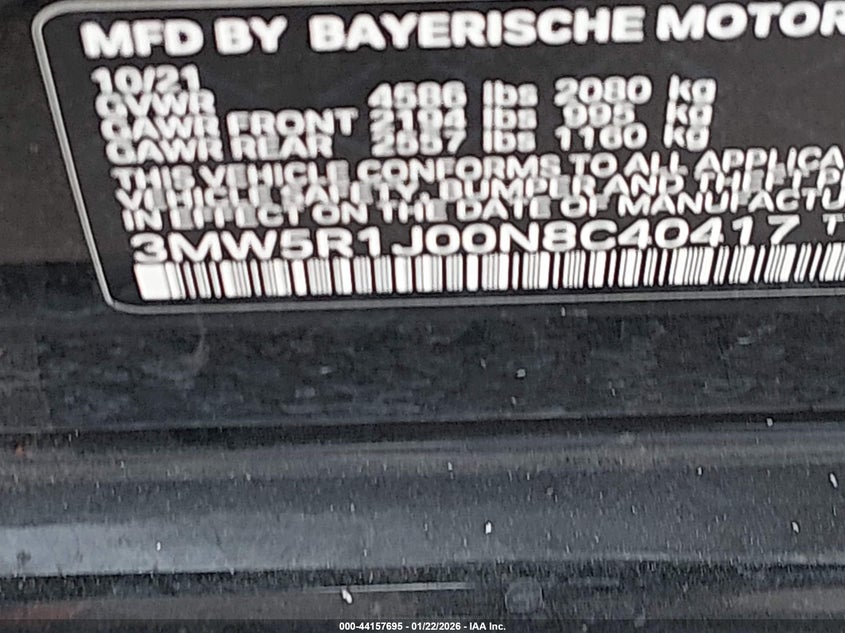 MFD BY BAYERISCHE MOTOR
10/21
GVWR 4586 lbs 2080 kg
GAWR FRONT 2194 lbs 995 kg
GAWR REAR 2557 lbs 1160 kg
THIS VEHICLE CONFORMS TO ALL APPLICA
VEHICLE SAFETY, BUMPER AND THEFT P
IN EFFECT ON THE DATE OF MANUFACTU
3MW5R1J00N8C40417 T
000-44157695 - 01/22/2026 - IAA Inc.